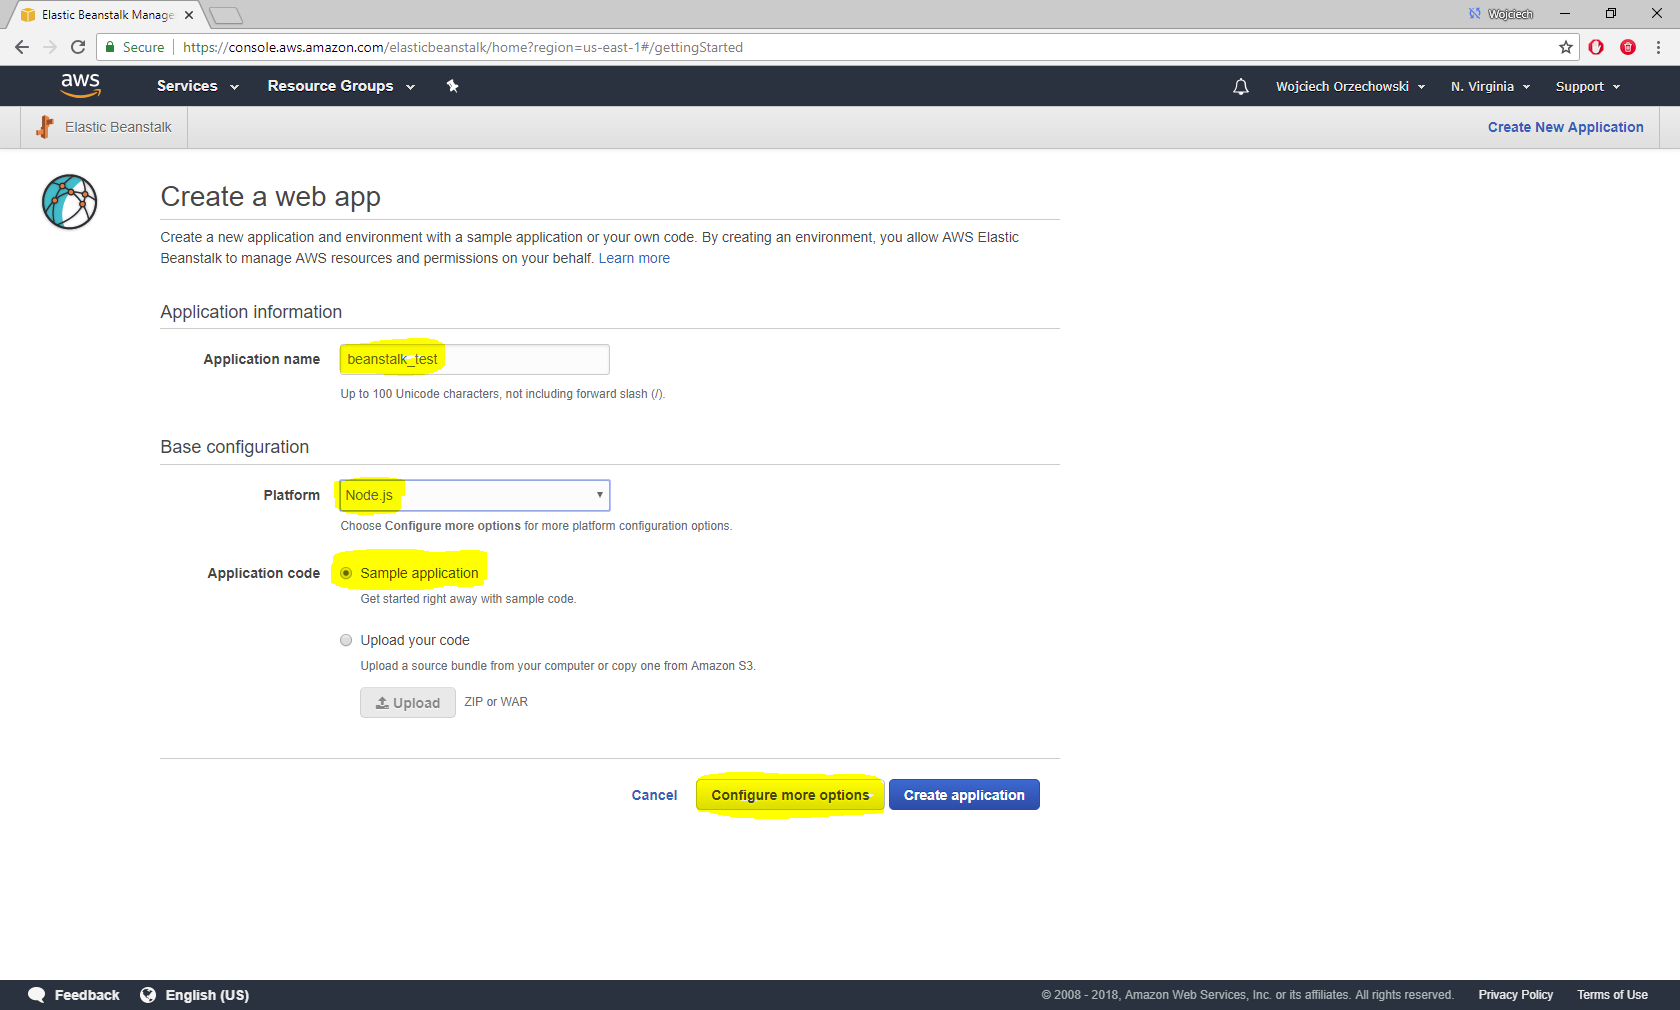 Elastic Beanstalk Manage
Wojciech
Secure https://console.aws.amazon.com/elasticbeanstalk/home?region=us-east-1#/gettingStarted
aws Services Resource Groups Wojciech Orzechowski N. Virginia Support
Elastic Beanstalk Create New Application
Create a web app
Create a new application and environment with a sample application or your own code. By creating an environment, you allow AWS Elastic
Beanstalk to manage AWS resources and permissions on your behalf. Learn more
Application information
Application name beanstalk_test
Up to 100 Unicode characters, not including forward slash (/).
Base configuration
Platform Node.js
Choose Configure more options for more platform configuration options.
Application code Sample application
Get started right away with sample code.
Upload your code
Upload a source bundle from your computer or copy one from Amazon S3.
Upload ZIP or WAR
Cancel Configure more options Create application
Feedback English (US) © 2008 - 2018, Amazon Web Services, Inc. or its affiliates. All rights reserved. Privacy Policy Terms of Use